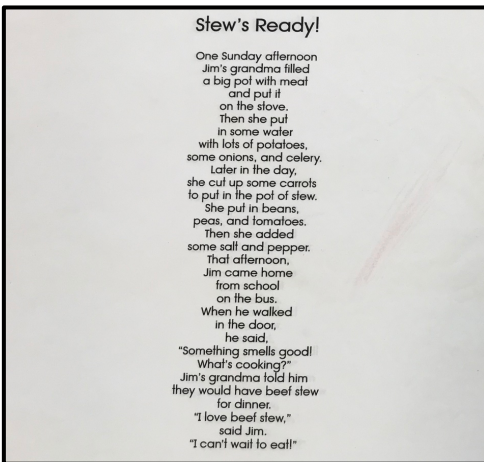 Stew's Ready!
One Sunday afternoon
Jim's grandma filled
a big pot with meat
and put it
on the stove.
Then she put
in some water
with lots of potatoes,
some onions, and celery.
Later in the day,
she cut up some carrots
to put in the pot of stew.
She put in beans,
peas, and tomatoes.
Then she added
some salt and pepper.
That afternoon,
Jim came home
from school
on the bus.
When he walked
in the door,
he said,
"Something smells good!
What's cooking?"
Jim's grandma told him
they would have beef stew
for dinner.
"I love beef stew,"
said Jim.
"I can't wait to eat!"